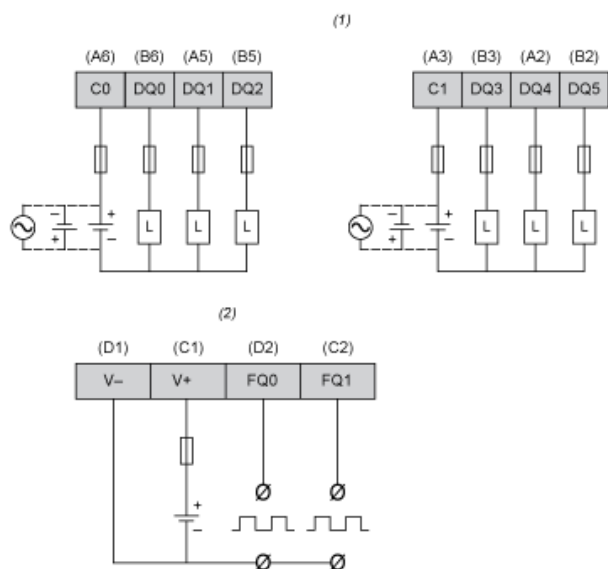 (1)
(A6) (B6) (A5) (B5) (A3) (B3) (A2) (B2)
C0 DQ0 DQ1 DQ2 C1 DQ3 DQ4 DQ5
− + − +
+ − L L L + − L L L
(2)
(D1) (C1) (D2) (C2)
V− V+ FQ0 FQ1
+
−